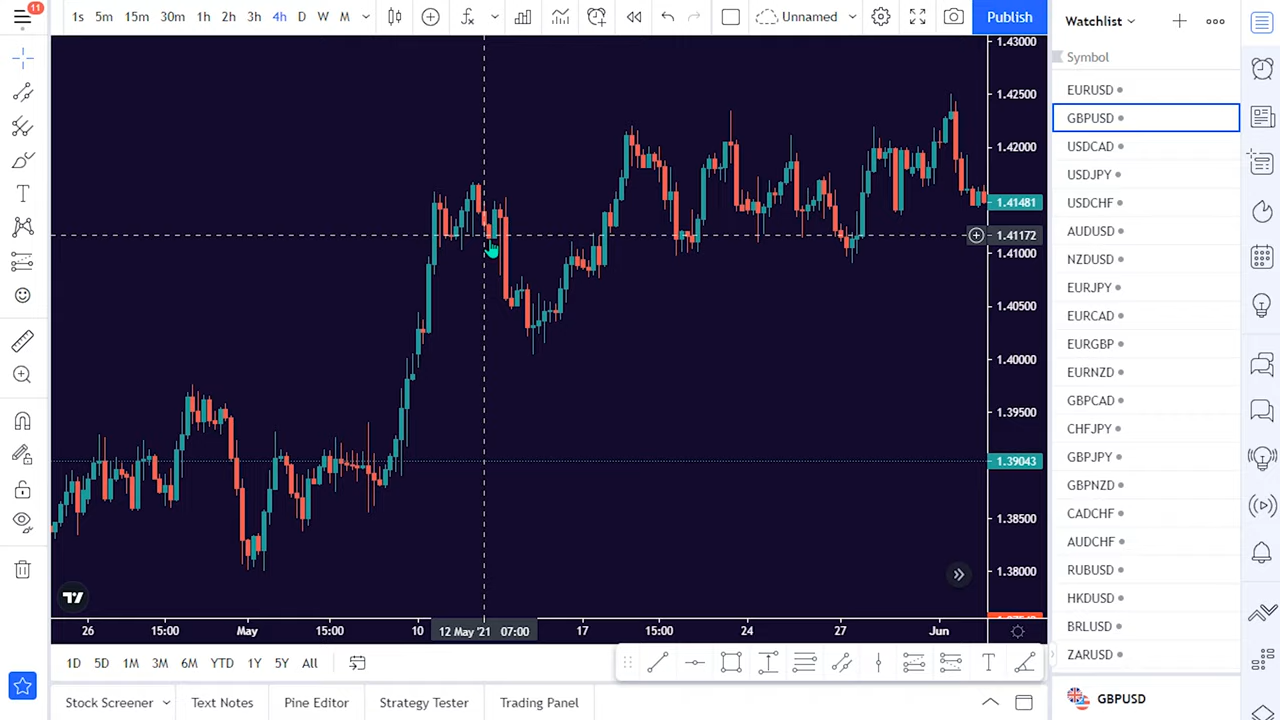 11
1s 5m 15m 30m 1h 2h 3h 4h D W M
Unnamed
Publish
Watchlist
Symbol
EURUSD
GBPUSD
USDCAD
USDJPY
USDCHF
AUDUSD
NZDUSD
EURJPY
EURCAD
EURGBP
EURNZD
GBPCAD
CHFJPY
GBPJPY
GBPNZD
CADCHF
AUDCHF
RUBUSD
HKDUSD
BRLUSD
ZARUSD
GBPUSD
1.43000
1.42500
1.42000
1.41481
1.41172
1.41000
1.40500
1.40000
1.39500
1.39043
1.38500
1.38000
26 15:00 May 15:00 10 12 May '21 07:00 17 15:00 24 27 Jun
1D 5D 1M 3M 6M YTD 1Y 5Y All
Stock Screener Text Notes Pine Editor Strategy Tester Trading Panel